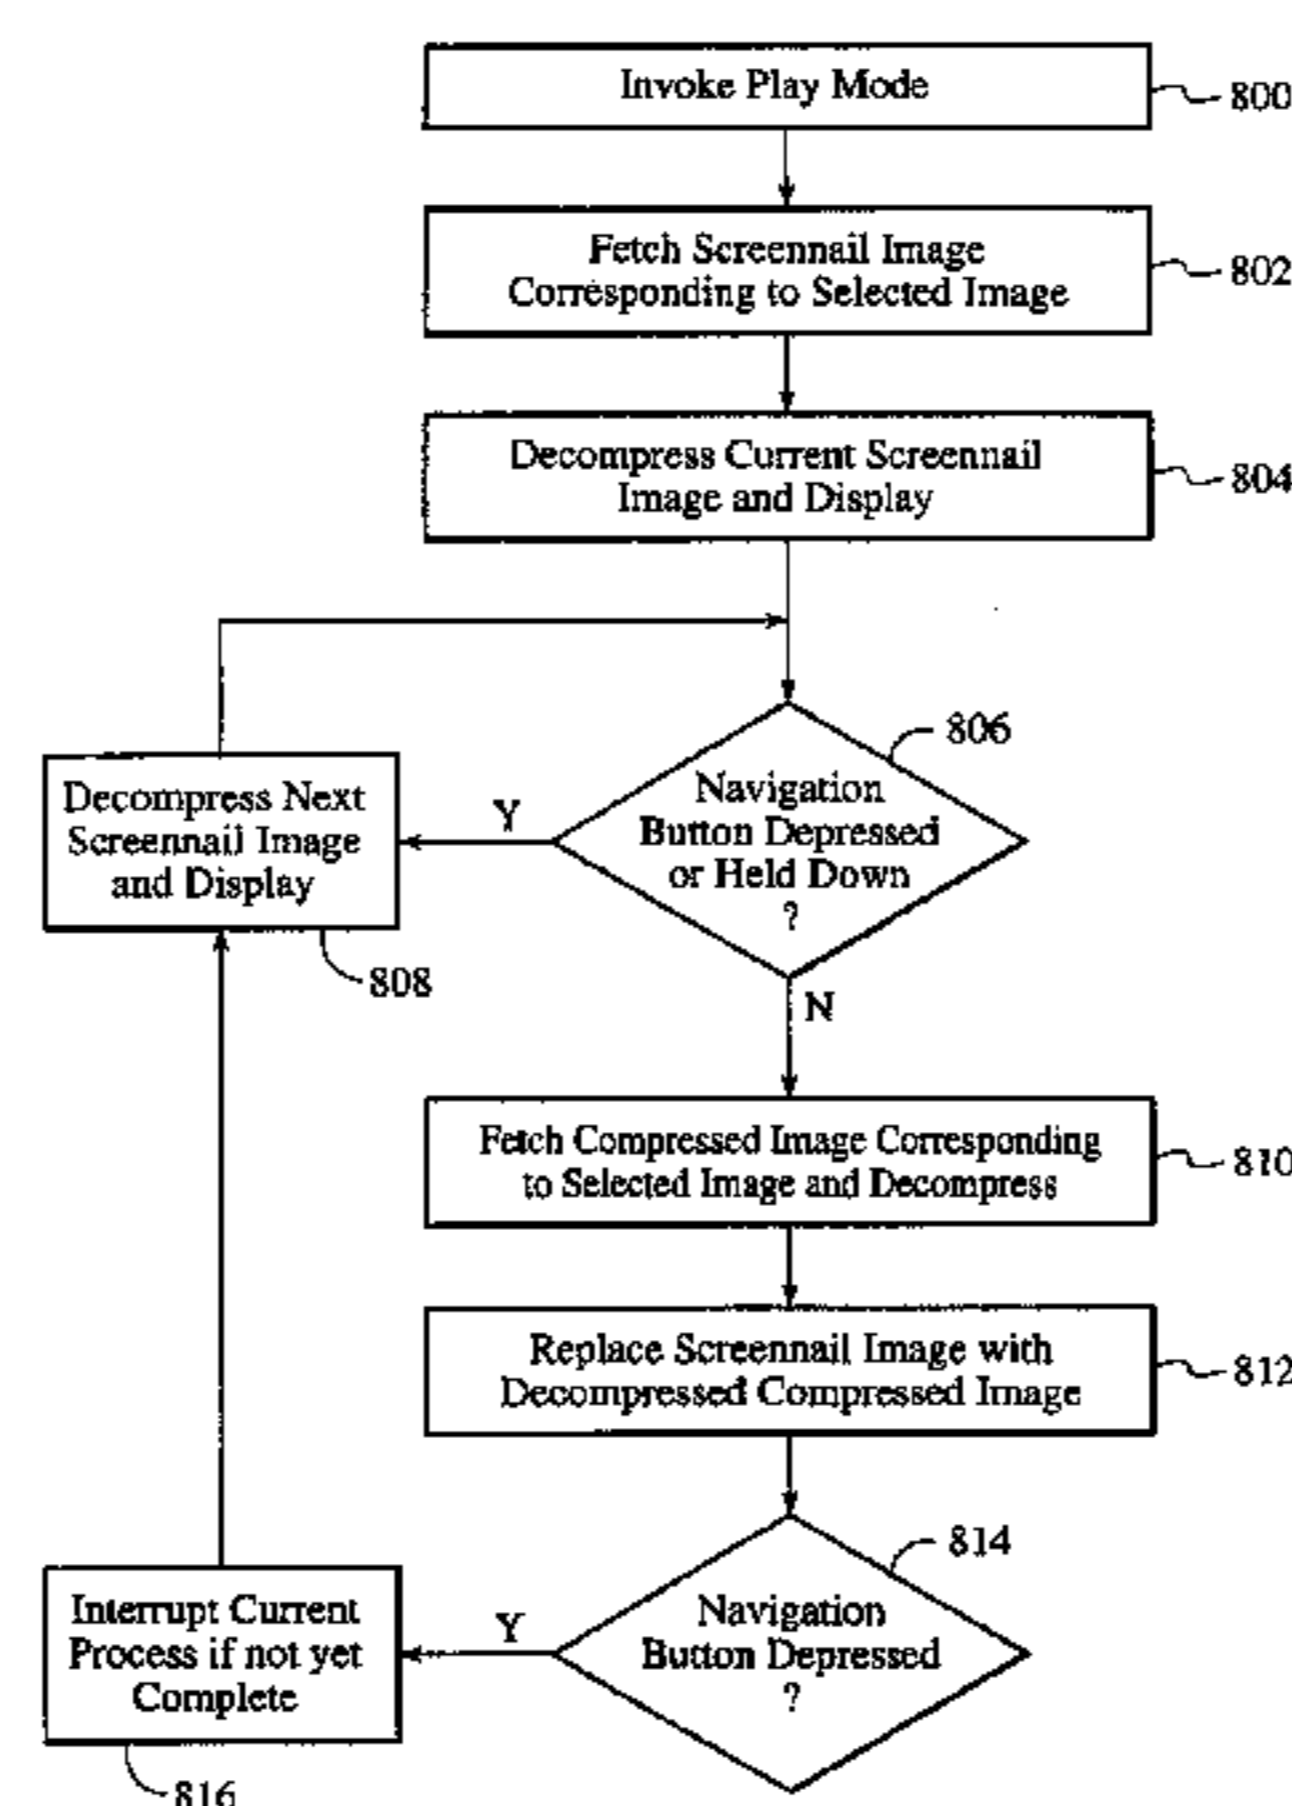 Invoke Play Mode
800
Fetch Screennail Image
Corresponding to Selected Image
802
Decompress Current Screennail
Image and Display
804
806
Navigation
Button Depressed
or Held Down
?
Y
Decompress Next
Screennail Image
and Display
808
N
Fetch Compressed Image Corresponding
to Selected Image and Decompress
810
Replace Screennail Image with
Decompressed Compressed Image
812
814
Navigation
Button Depressed
?
Y
Interrupt Current
Process if not yet
Complete
816